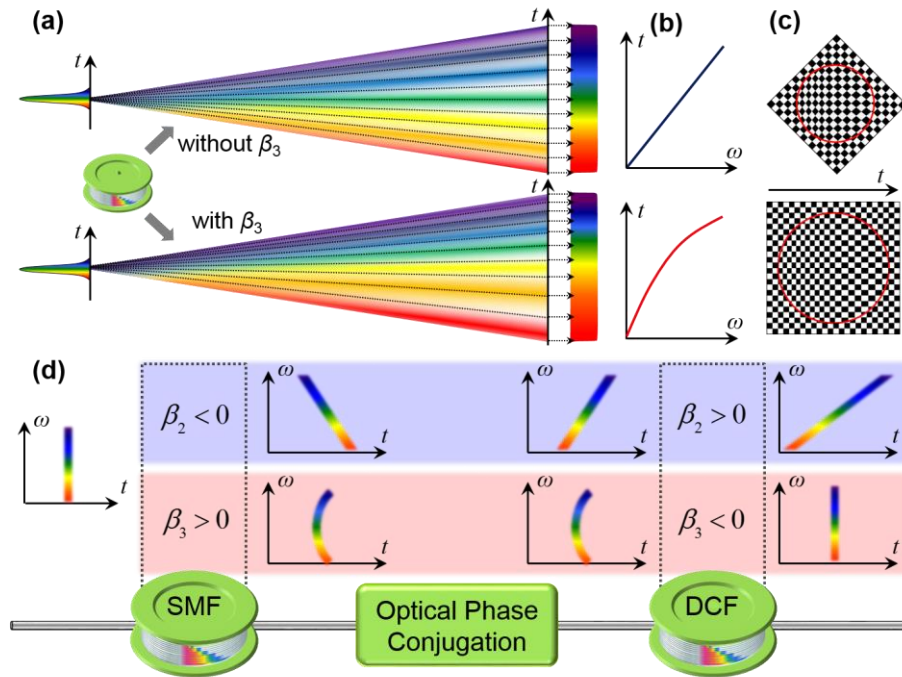 (a)
t
without β₃
with β₃
t
t
t
(b)
t
ω
t
ω
(c)
t
(d)
ω
t
β₂ < 0
ω
t
ω
t
β₂ > 0
ω
t
β₃ > 0
ω
t
ω
t
β₃ < 0
ω
t
SMF
Optical Phase
Conjugation
DCF